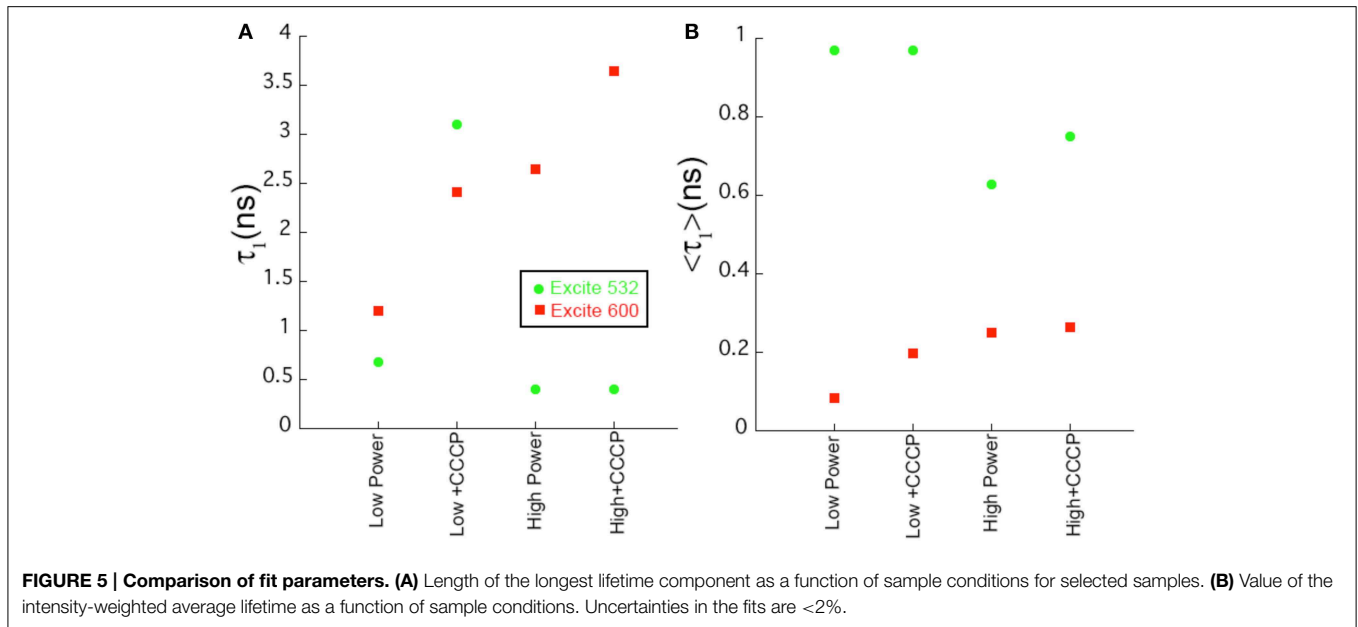 A
4
3.5
3
2.5
2
1.5
1
0.5
0
τ1(ns)
Excite 532
Excite 600
Low Power
Low +CCCP
High Power
High+CCCP
B
1
0.8
0.6
0.4
0.2
0
<τ1>(ns)
Low Power
Low +CCCP
High Power
High+CCCP
FIGURE 5 | Comparison of fit parameters. (A) Length of the longest lifetime component as a function of sample conditions for selected samples. (B) Value of the
intensity-weighted average lifetime as a function of sample conditions. Uncertainties in the fits are <2%.